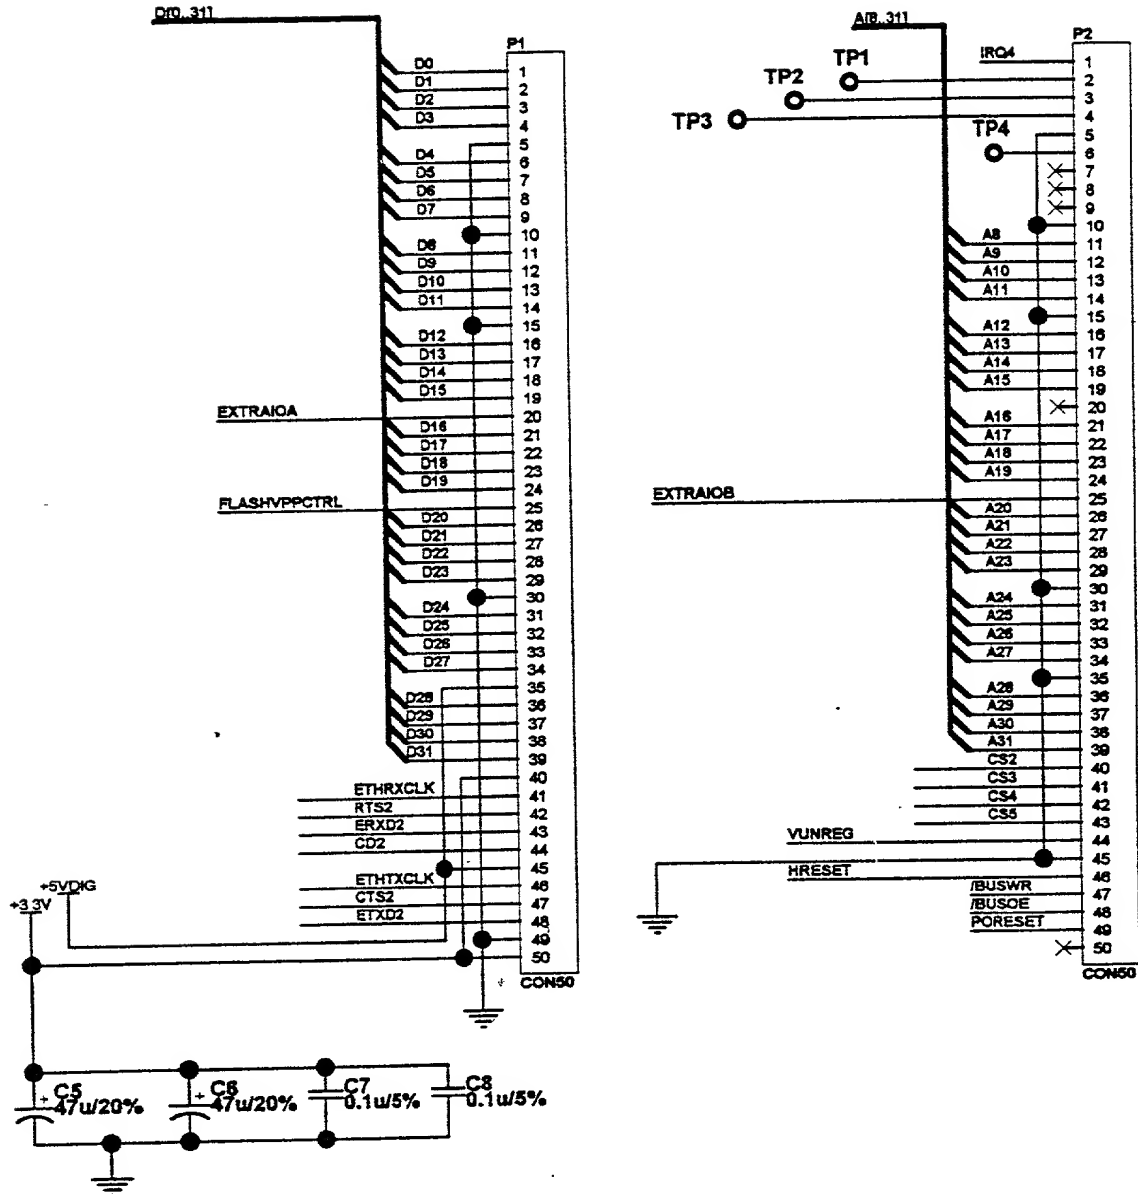 D[0..31]
P1
D0 1
D1 2
D2 3
D3 4
5
D4 6
D5 7
D6 8
D7 9
10
D8 11
D9 12
D10 13
D11 14
15
D12 16
D13 17
D14 18
D15 19
EXTRAIOA 20
D16 21
D17 22
D18 23
D19 24
FLASHVPPCTRL 25
D20 26
D21 27
D22 28
D23 29
30
D24 31
D25 32
D26 33
D27 34
35
D28 36
D29 37
D30 38
D31 39
40
ETHRXCLK 41
RTS2 42
ERXD2 43
CD2 44
45
ETHTXCLK 46
CTS2 47
ETXD2 48
49
50
CON50
+5VDIG
+3.3V
C5
+ 47u/20%
C6
+ 47u/20%
C7
0.1u/5%
C8
0.1u/5%
A[8..31]
P2
IRQ4 1
TP1 2
TP2 3
TP3 4
5
TP4 6
7
8
9
10
A8 11
A9 12
A10 13
A11 14
15
A12 16
A13 17
A14 18
A15 19
20
A16 21
A17 22
A18 23
A19 24
EXTRAIOB 25
A20 26
A21 27
A22 28
A23 29
30
A24 31
A25 32
A26 33
A27 34
35
A28 36
A29 37
A30 38
A31 39
CS2 40
CS3 41
CS4 42
CS5 43
VUNREG 44
45
HRESET 46
/BUSWR 47
/BUSOE 48
PORESET 49
50
CON50